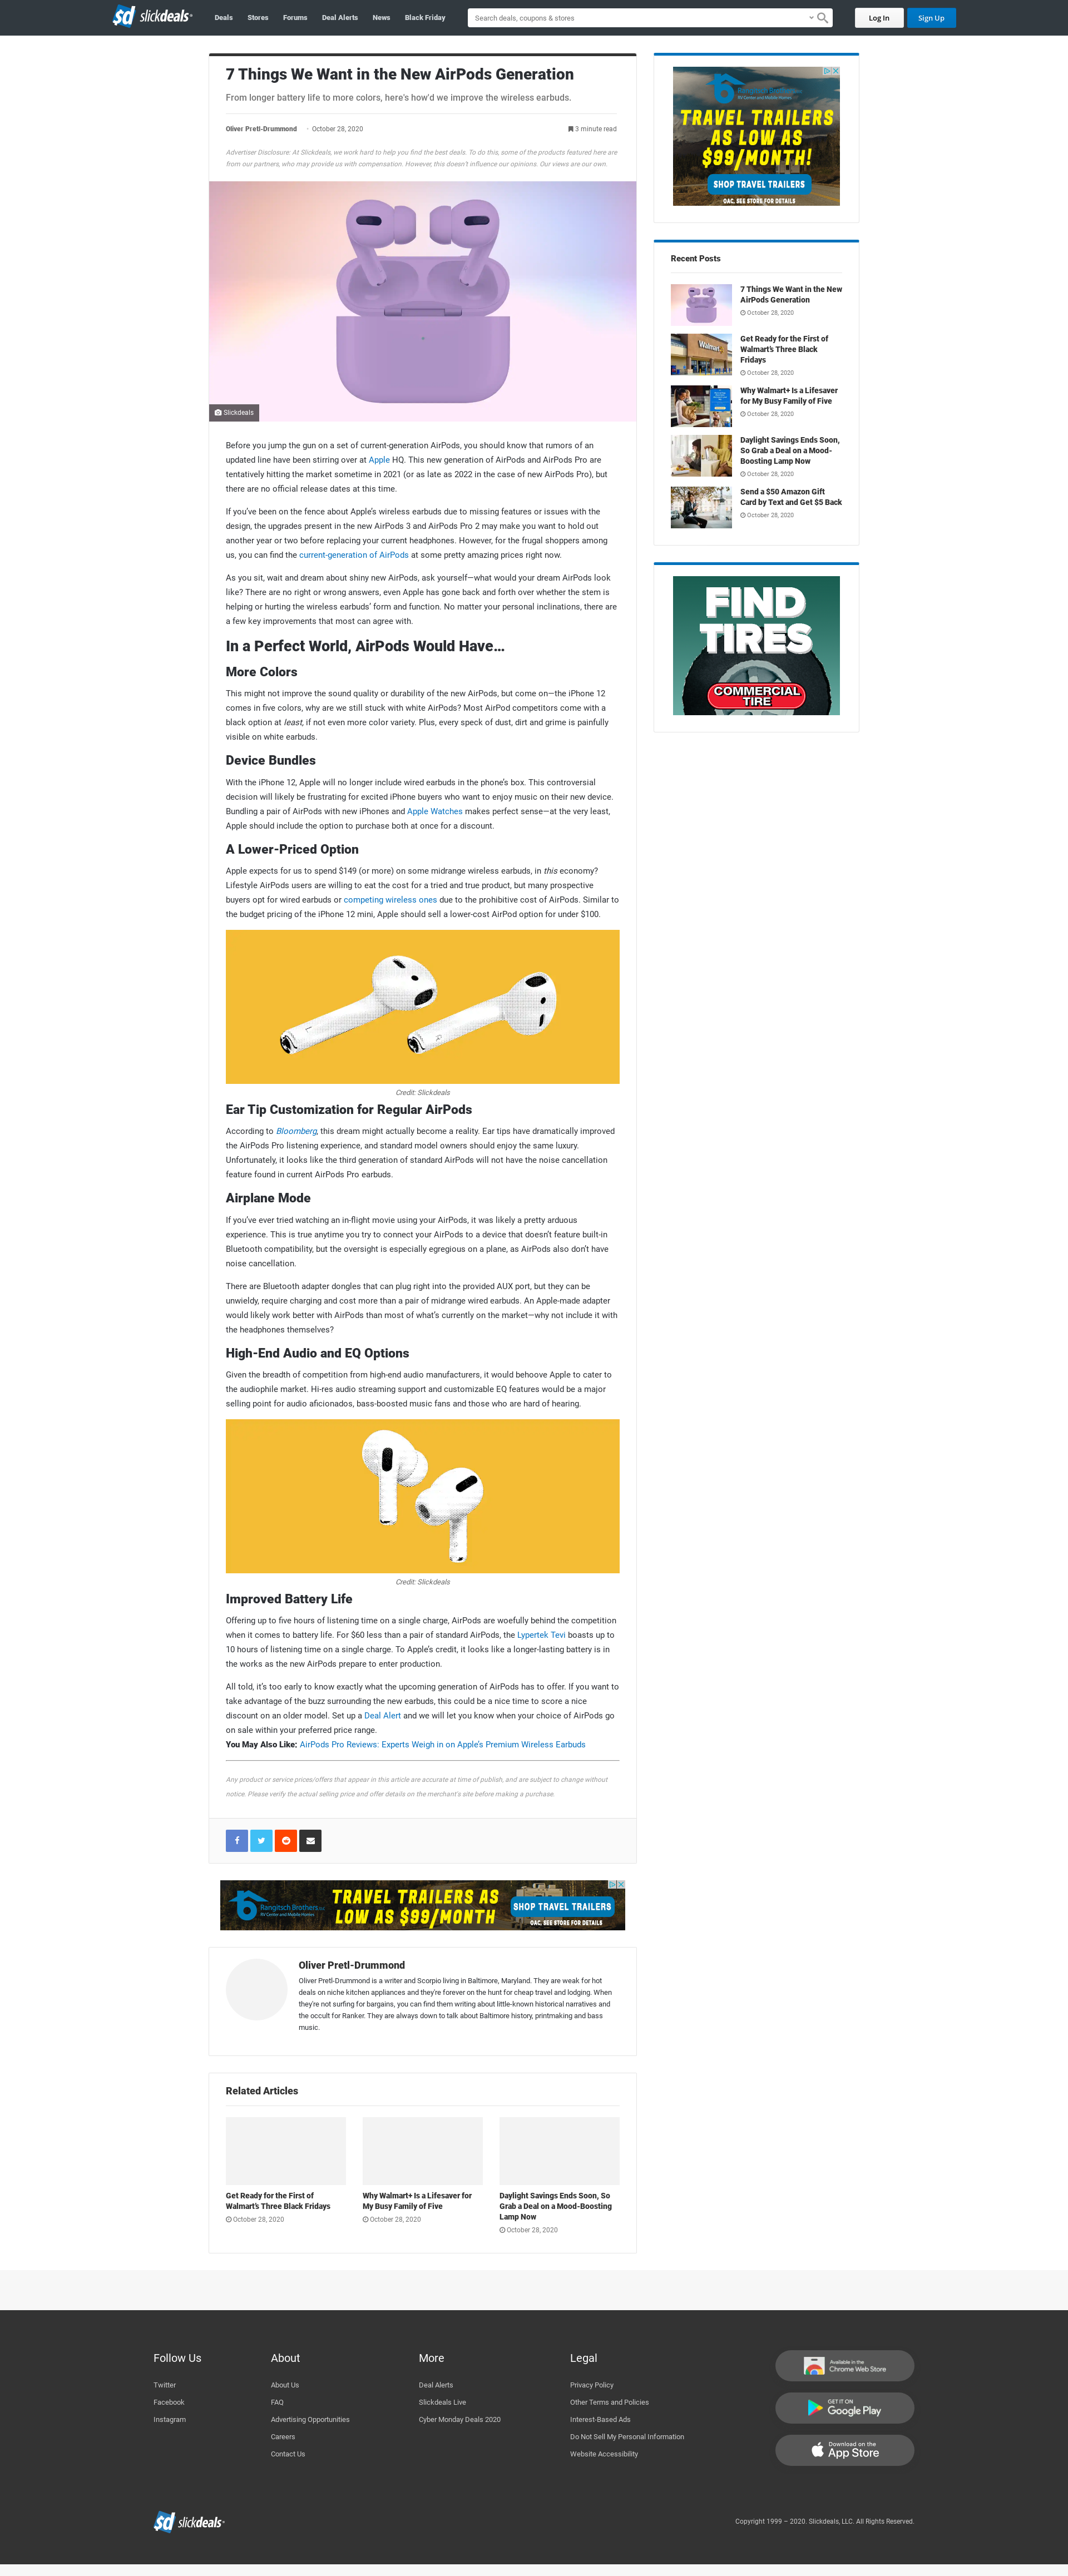 sd slickdeals
Deals Stores Forums Deal Alerts News Black Friday
Search deals, coupons & stores
Log In
Sign Up
7 Things We Want in the New AirPods Generation
From longer battery life to more colors, here's how'd we improve the wireless earbuds.
Oliver Pretl-Drummond · October 28, 2020
3 minute read
Advertiser Disclosure: At Slickdeals, we work hard to help you find the best deals. To do this, some of the products featured here are
from our partners, who may provide us with compensation. However, this doesn't influence our opinions. Our views are our own.
Slickdeals
Before you jump the gun on a set of current-generation AirPods, you should know that rumors of an
updated line have been stirring over at Apple HQ. This new generation of AirPods and AirPods Pro are
tentatively hitting the market sometime in 2021 (or as late as 2022 in the case of new AirPods Pro), but
there are no official release dates at this time.
If you've been on the fence about Apple's wireless earbuds due to missing features or issues with the
design, the upgrades present in the new AirPods 3 and AirPods Pro 2 may make you want to hold out
another year or two before replacing your current headphones. However, for the frugal shoppers among
us, you can find the current-generation of AirPods at some pretty amazing prices right now.
As you sit, wait and dream about shiny new AirPods, ask yourself—what would your dream AirPods look
like? There are no right or wrong answers, even Apple has gone back and forth over whether the stem is
helping or hurting the wireless earbuds' form and function. No matter your personal inclinations, there are
a few key improvements that most can agree with.
In a Perfect World, AirPods Would Have...
More Colors
This might not improve the sound quality or durability of the new AirPods, but come on—the iPhone 12
comes in five colors, why are we still stuck with white AirPods? Most AirPod competitors come with a
black option at least, if not even more color variety. Plus, every speck of dust, dirt and grime is painfully
visible on white earbuds.
Device Bundles
With the iPhone 12, Apple will no longer include wired earbuds in the phone's box. This controversial
decision will likely be frustrating for excited iPhone buyers who want to enjoy music on their new device.
Bundling a pair of AirPods with new iPhones and Apple Watches makes perfect sense—at the very least,
Apple should include the option to purchase both at once for a discount.
A Lower-Priced Option
Apple expects for us to spend $149 (or more) on some midrange wireless earbuds, in this economy?
Lifestyle AirPods users are willing to eat the cost for a tried and true product, but many prospective
buyers opt for wired earbuds or competing wireless ones due to the prohibitive cost of AirPods. Similar to
the budget pricing of the iPhone 12 mini, Apple should sell a lower-cost AirPod option for under $100.
Credit: Slickdeals
Ear Tip Customization for Regular AirPods
According to Bloomberg, this dream might actually become a reality. Ear tips have dramatically improved
the AirPods Pro listening experience, and standard model owners should enjoy the same luxury.
Unfortunately, it looks like the third generation of standard AirPods will not have the noise cancellation
feature found in current AirPods Pro earbuds.
Airplane Mode
If you've ever tried watching an in-flight movie using your AirPods, it was likely a pretty arduous
experience. This is true anytime you try to connect your AirPods to a device that doesn't feature built-in
Bluetooth compatibility, but the oversight is especially egregious on a plane, as AirPods also don't have
noise cancellation.
There are Bluetooth adapter dongles that can plug right into the provided AUX port, but they can be
unwieldy, require charging and cost more than a pair of midrange wired earbuds. An Apple-made adapter
would likely work better with AirPods than most of what's currently on the market—why not include it with
the headphones themselves?
High-End Audio and EQ Options
Given the breadth of competition from high-end audio manufacturers, it would behoove Apple to cater to
the audiophile market. Hi-res audio streaming support and customizable EQ features would be a major
selling point for audio aficionados, bass-boosted music fans and those who are hard of hearing.
Credit: Slickdeals
Improved Battery Life
Offering up to five hours of listening time on a single charge, AirPods are woefully behind the competition
when it comes to battery life. For $60 less than a pair of standard AirPods, the Lypertek Tevi boasts up to
10 hours of listening time on a single charge. To Apple's credit, it looks like a longer-lasting battery is in
the works as the new AirPods prepare to enter production.
All told, it's too early to know exactly what the upcoming generation of AirPods has to offer. If you want to
take advantage of the buzz surrounding the new earbuds, this could be a nice time to score a nice
discount on an older model. Set up a Deal Alert and we will let you know when your choice of AirPods go
on sale within your preferred price range.
You May Also Like: AirPods Pro Reviews: Experts Weigh in on Apple's Premium Wireless Earbuds
Any product or service prices/offers that appear in this article are accurate at time of publish, and are subject to change without
notice. Please verify the actual selling price and offer details on the merchant's site before making a purchase.
Rangitsch Brothers
RV Center and Mobile Homes
TRAVEL TRAILERS AS
LOW AS $99/MONTH
SHOP TRAVEL TRAILERS
OAC, SEE STORE FOR DETAILS
Oliver Pretl-Drummond
Oliver Pretl-Drummond is a writer and Scorpio living in Baltimore, Maryland. They are weak for hot
deals on niche kitchen appliances and they're forever on the hunt for cheap travel and lodging. When
they're not surfing for bargains, you can find them writing about little-known historical narratives and
the occult for Ranker. They are always down to talk about Baltimore history, printmaking and bass
music.
Related Articles
Get Ready for the First of
Walmart's Three Black Fridays
October 28, 2020
Why Walmart+ Is a Lifesaver for
My Busy Family of Five
October 28, 2020
Daylight Savings Ends Soon, So
Grab a Deal on a Mood-Boosting
Lamp Now
October 28, 2020
Rangitsch Brothers
RV Center and Mobile Homes
TRAVEL TRAILERS
AS LOW AS
$99/MONTH!
SHOP TRAVEL TRAILERS
OAC, SEE STORE FOR DETAILS
Recent Posts
7 Things We Want in the New
AirPods Generation
October 28, 2020
Walmart
Get Ready for the First of
Walmart's Three Black
Fridays
October 28, 2020
Why Walmart+ Is a Lifesaver
for My Busy Family of Five
October 28, 2020
Daylight Savings Ends Soon,
So Grab a Deal on a Mood-
Boosting Lamp Now
October 28, 2020
Send a $50 Amazon Gift
Card by Text and Get $5 Back
October 28, 2020
FIND
TIRES
COMMERCIAL
TIRE
Follow Us
Twitter
Facebook
Instagram
About
About Us
FAQ
Advertising Opportunities
Careers
Contact Us
More
Deal Alerts
Slickdeals Live
Cyber Monday Deals 2020
Legal
Privacy Policy
Other Terms and Policies
Interest-Based Ads
Do Not Sell My Personal Information
Website Accessibility
Available in the
Chrome Web Store
GET IT ON
Google Play
Download on the
App Store
sd slickdeals
Copyright 1999 – 2020. Slickdeals, LLC. All Rights Reserved.